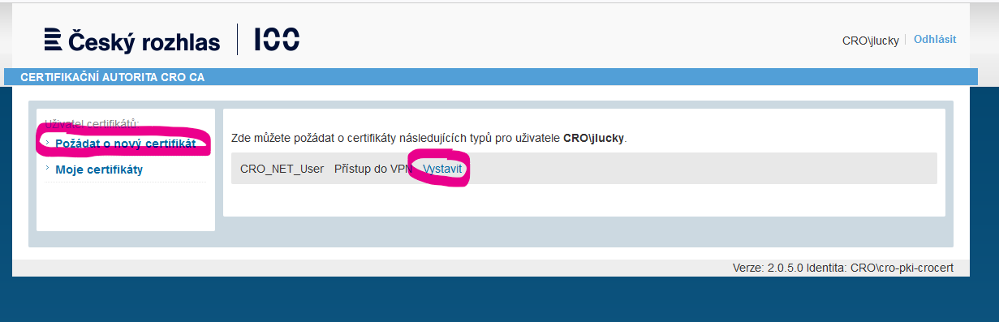 Český rozhlas 100
CRO\jlucky Odhlásit
CERTIFIKAČNÍ AUTORITA CRO CA
Uživatel certifikátů:
Požádat o nový certifikát
Moje certifikáty
Zde můžete požádat o certifikáty následujících typů pro uživatele CRO\jlucky.
CRO_NET_User Přístup do VPN Vystavit
Verze: 2.0.5.0 Identita: CRO\cro-pki-crocert